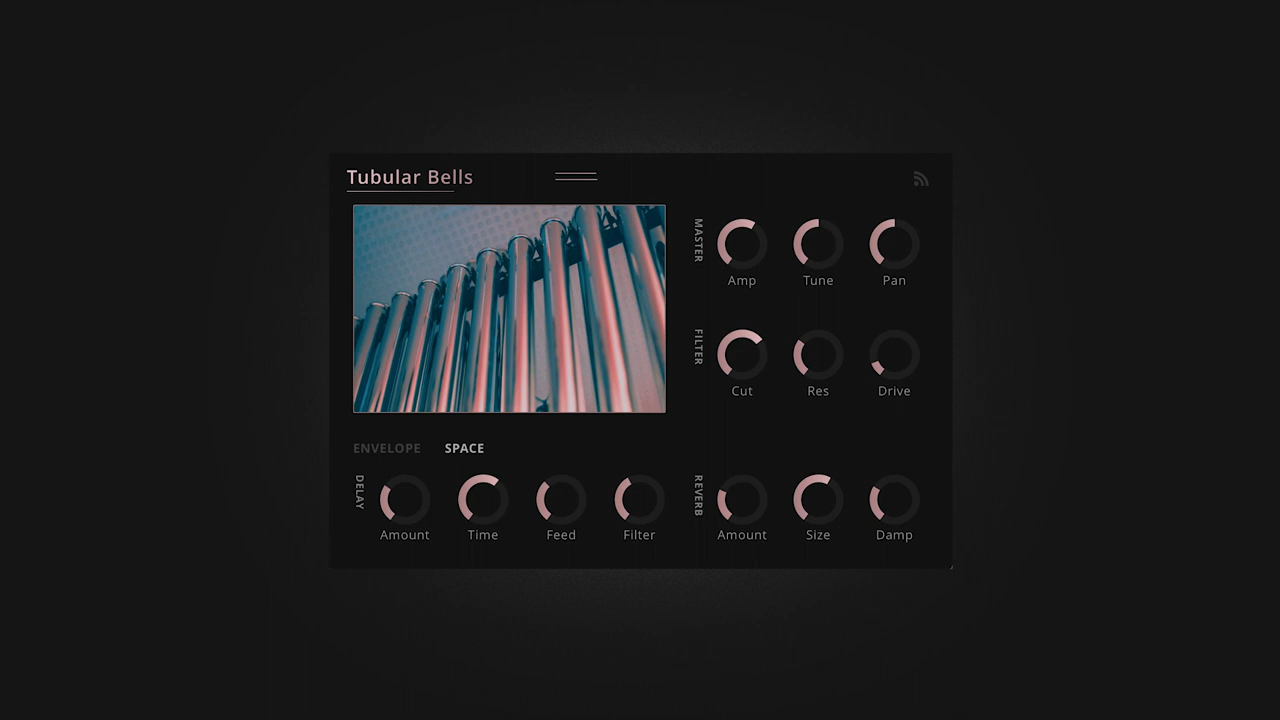 Tubular Bells
MASTER
Amp Tune Pan
FILTER
Cut Res Drive
ENVELOPE SPACE
DELAY
Amount Time Feed Filter
REVERB
Amount Size Damp